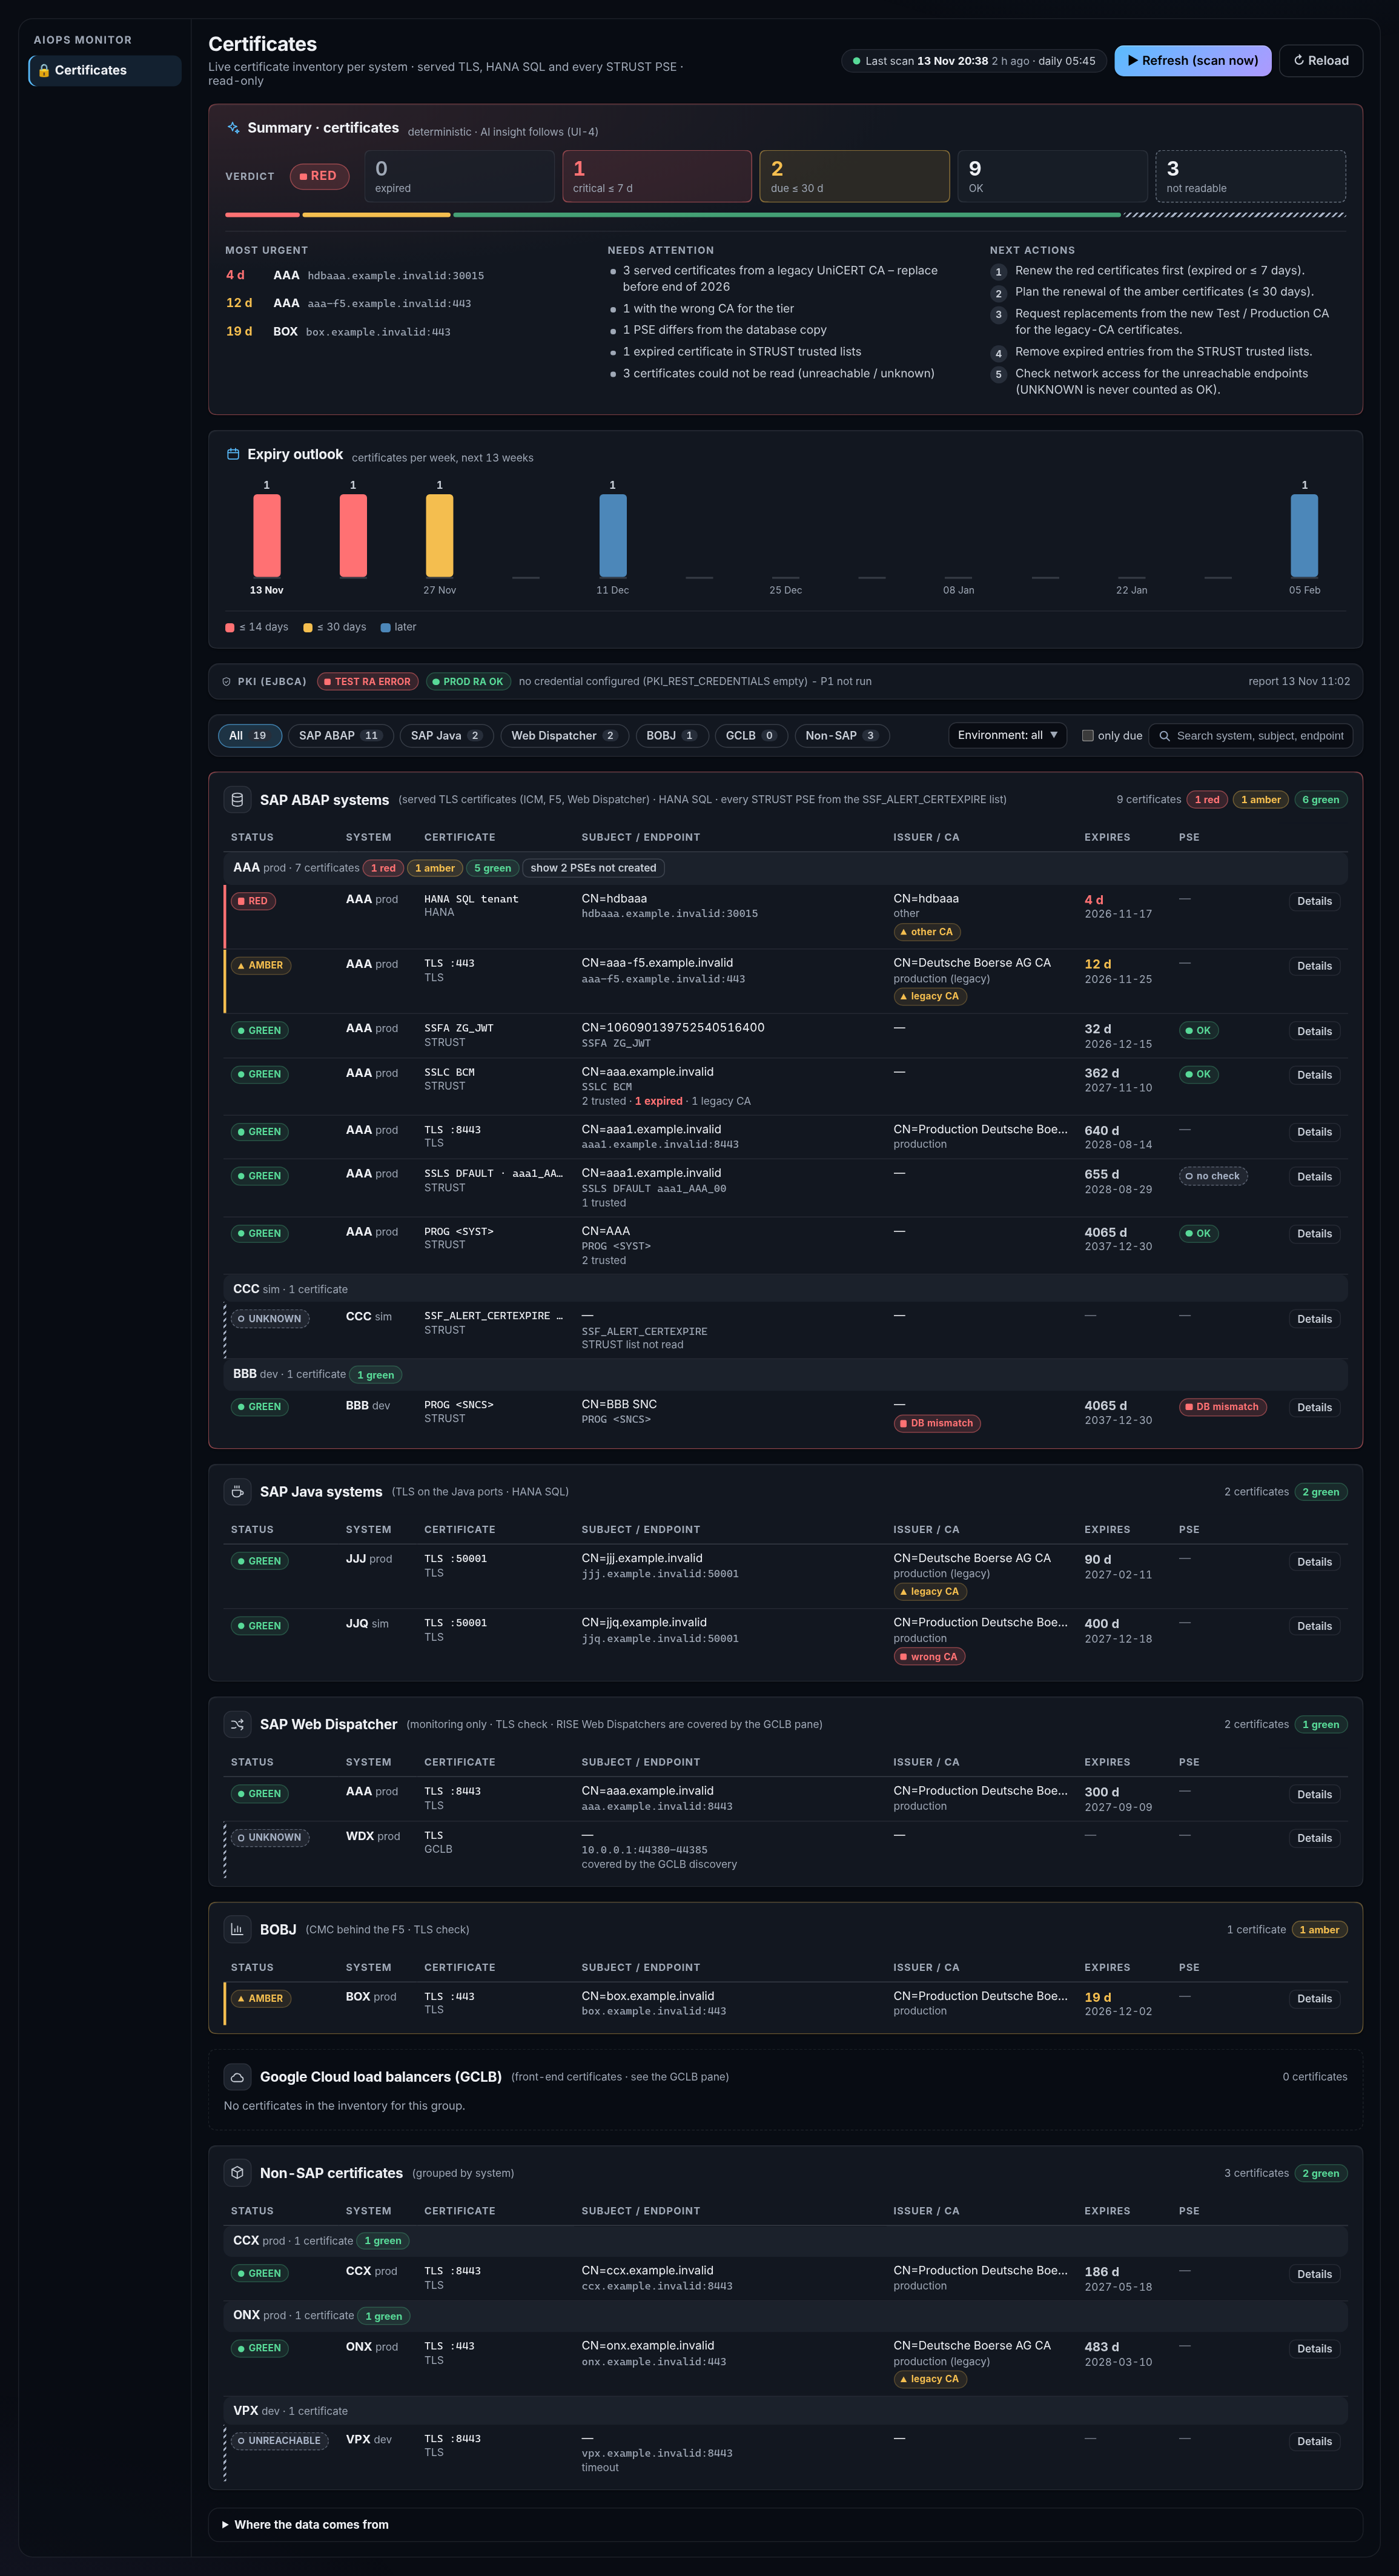 AIOPS MONITOR
🔒 Certificates
Certificates
Live certificate inventory per system · served TLS, HANA SQL and every STRUST PSE ·
read-only
Last scan 13 Nov 20:38 2 h ago · daily 05:45
▶ Refresh (scan now)
↻ Reload
Summary · certificates deterministic · AI insight follows (UI-4)
VERDICT RED
0
expired
1
critical ≤ 7 d
2
due ≤ 30 d
9
OK
3
not readable
MOST URGENT
4 d AAA hdbaaa.example.invalid:30015
12 d AAA aaa-f5.example.invalid:443
19 d BOX box.example.invalid:443
NEEDS ATTENTION
3 served certificates from a legacy UniCERT CA – replace
before end of 2026
1 with the wrong CA for the tier
1 PSE differs from the database copy
1 expired certificate in STRUST trusted lists
3 certificates could not be read (unreachable / unknown)
NEXT ACTIONS
1 Renew the red certificates first (expired or ≤ 7 days).
2 Plan the renewal of the amber certificates (≤ 30 days).
3 Request replacements from the new Test / Production CA
for the legacy-CA certificates.
4 Remove expired entries from the STRUST trusted lists.
5 Check network access for the unreachable endpoints
(UNKNOWN is never counted as OK).
Expiry outlook certificates per week, next 13 weeks
1 1 1 1 1
13 Nov 27 Nov 11 Dec 25 Dec 08 Jan 22 Jan 05 Feb
≤ 14 days ≤ 30 days later
PKI (EJBCA) TEST RA ERROR PROD RA OK no credential configured (PKI_REST_CREDENTIALS empty) - P1 not run report 13 Nov 11:02
All 19 SAP ABAP 11 SAP Java 2 Web Dispatcher 2 BOBJ 1 GCLB 0 Non-SAP 3 Environment: all ▼ only due Search system, subject, endpoint
SAP ABAP systems (served TLS certificates (ICM, F5, Web Dispatcher) · HANA SQL · every STRUST PSE from the SSF_ALERT_CERTEXPIRE list) 9 certificates 1 red 1 amber 6 green
STATUS SYSTEM CERTIFICATE SUBJECT / ENDPOINT ISSUER / CA EXPIRES PSE
AAA prod · 7 certificates 1 red 1 amber 5 green show 2 PSEs not created
RED AAA prod HANA SQL tenant CN=hdbaaa CN=hdbaaa 4 d — Details
HANA hdbaaa.example.invalid:30015 other 2026-11-17
other CA
AMBER AAA prod TLS :443 CN=aaa-f5.example.invalid CN=Deutsche Boerse AG CA 12 d — Details
TLS aaa-f5.example.invalid:443 production (legacy) 2026-11-25
legacy CA
GREEN AAA prod SSFA ZG_JWT CN=106090139752540516400 — 32 d OK Details
STRUST SSFA ZG_JWT 2026-12-15
GREEN AAA prod SSLC BCM CN=aaa.example.invalid — 362 d OK Details
STRUST SSLC BCM 2027-11-10
2 trusted · 1 expired · 1 legacy CA
GREEN AAA prod TLS :8443 CN=aaa1.example.invalid CN=Production Deutsche Boe… 640 d — Details
TLS aaa1.example.invalid:8443 production 2028-08-14
GREEN AAA prod SSLS DFAULT · aaa1_AA… CN=aaa1.example.invalid — 655 d no check Details
STRUST SSLS DFAULT aaa1_AAA_00 2028-08-29
1 trusted
GREEN AAA prod PROG <SYST> CN=AAA — 4065 d OK Details
STRUST PROG <SYST> 2037-12-30
2 trusted
CCC sim · 1 certificate
UNKNOWN CCC sim SSF_ALERT_CERTEXPIRE … — — — — Details
STRUST SSF_ALERT_CERTEXPIRE
STRUST list not read
BBB dev · 1 certificate 1 green
GREEN BBB dev PROG <SNCS> CN=BBB SNC — 4065 d DB mismatch Details
STRUST PROG <SNCS> DB mismatch 2037-12-30
SAP Java systems (TLS on the Java ports · HANA SQL) 2 certificates 2 green
STATUS SYSTEM CERTIFICATE SUBJECT / ENDPOINT ISSUER / CA EXPIRES PSE
GREEN JJJ prod TLS :50001 CN=jjj.example.invalid CN=Deutsche Boerse AG CA 90 d — Details
TLS jjj.example.invalid:50001 production (legacy) 2027-02-11
legacy CA
GREEN JJQ sim TLS :50001 CN=jjq.example.invalid CN=Production Deutsche Boe… 400 d — Details
TLS jjq.example.invalid:50001 production 2027-12-18
wrong CA
SAP Web Dispatcher (monitoring only · TLS check · RISE Web Dispatchers are covered by the GCLB pane) 2 certificates 1 green
STATUS SYSTEM CERTIFICATE SUBJECT / ENDPOINT ISSUER / CA EXPIRES PSE
GREEN AAA prod TLS :8443 CN=aaa.example.invalid CN=Production Deutsche Boe… 300 d — Details
TLS aaa.example.invalid:8443 production 2027-09-09
UNKNOWN WDX prod TLS — — — — Details
GCLB 10.0.0.1:44380–44385
covered by the GCLB discovery
BOBJ (CMC behind the F5 · TLS check) 1 certificate 1 amber
STATUS SYSTEM CERTIFICATE SUBJECT / ENDPOINT ISSUER / CA EXPIRES PSE
AMBER BOX prod TLS :443 CN=box.example.invalid CN=Production Deutsche Boe… 19 d — Details
TLS box.example.invalid:443 production 2026-12-02
Google Cloud load balancers (GCLB) (front-end certificates · see the GCLB pane) 0 certificates
No certificates in the inventory for this group.
Non-SAP certificates (grouped by system) 3 certificates 2 green
STATUS SYSTEM CERTIFICATE SUBJECT / ENDPOINT ISSUER / CA EXPIRES PSE
CCX prod · 1 certificate 1 green
GREEN CCX prod TLS :8443 CN=ccx.example.invalid CN=Production Deutsche Boe… 186 d — Details
TLS ccx.example.invalid:8443 production 2027-05-18
ONX prod · 1 certificate 1 green
GREEN ONX prod TLS :443 CN=onx.example.invalid CN=Deutsche Boerse AG CA 483 d — Details
TLS onx.example.invalid:443 production (legacy) 2028-03-10
legacy CA
VPX dev · 1 certificate
UNREACHABLE VPX dev TLS :8443 — — — — Details
TLS vpx.example.invalid:8443
timeout
▶ Where the data comes from